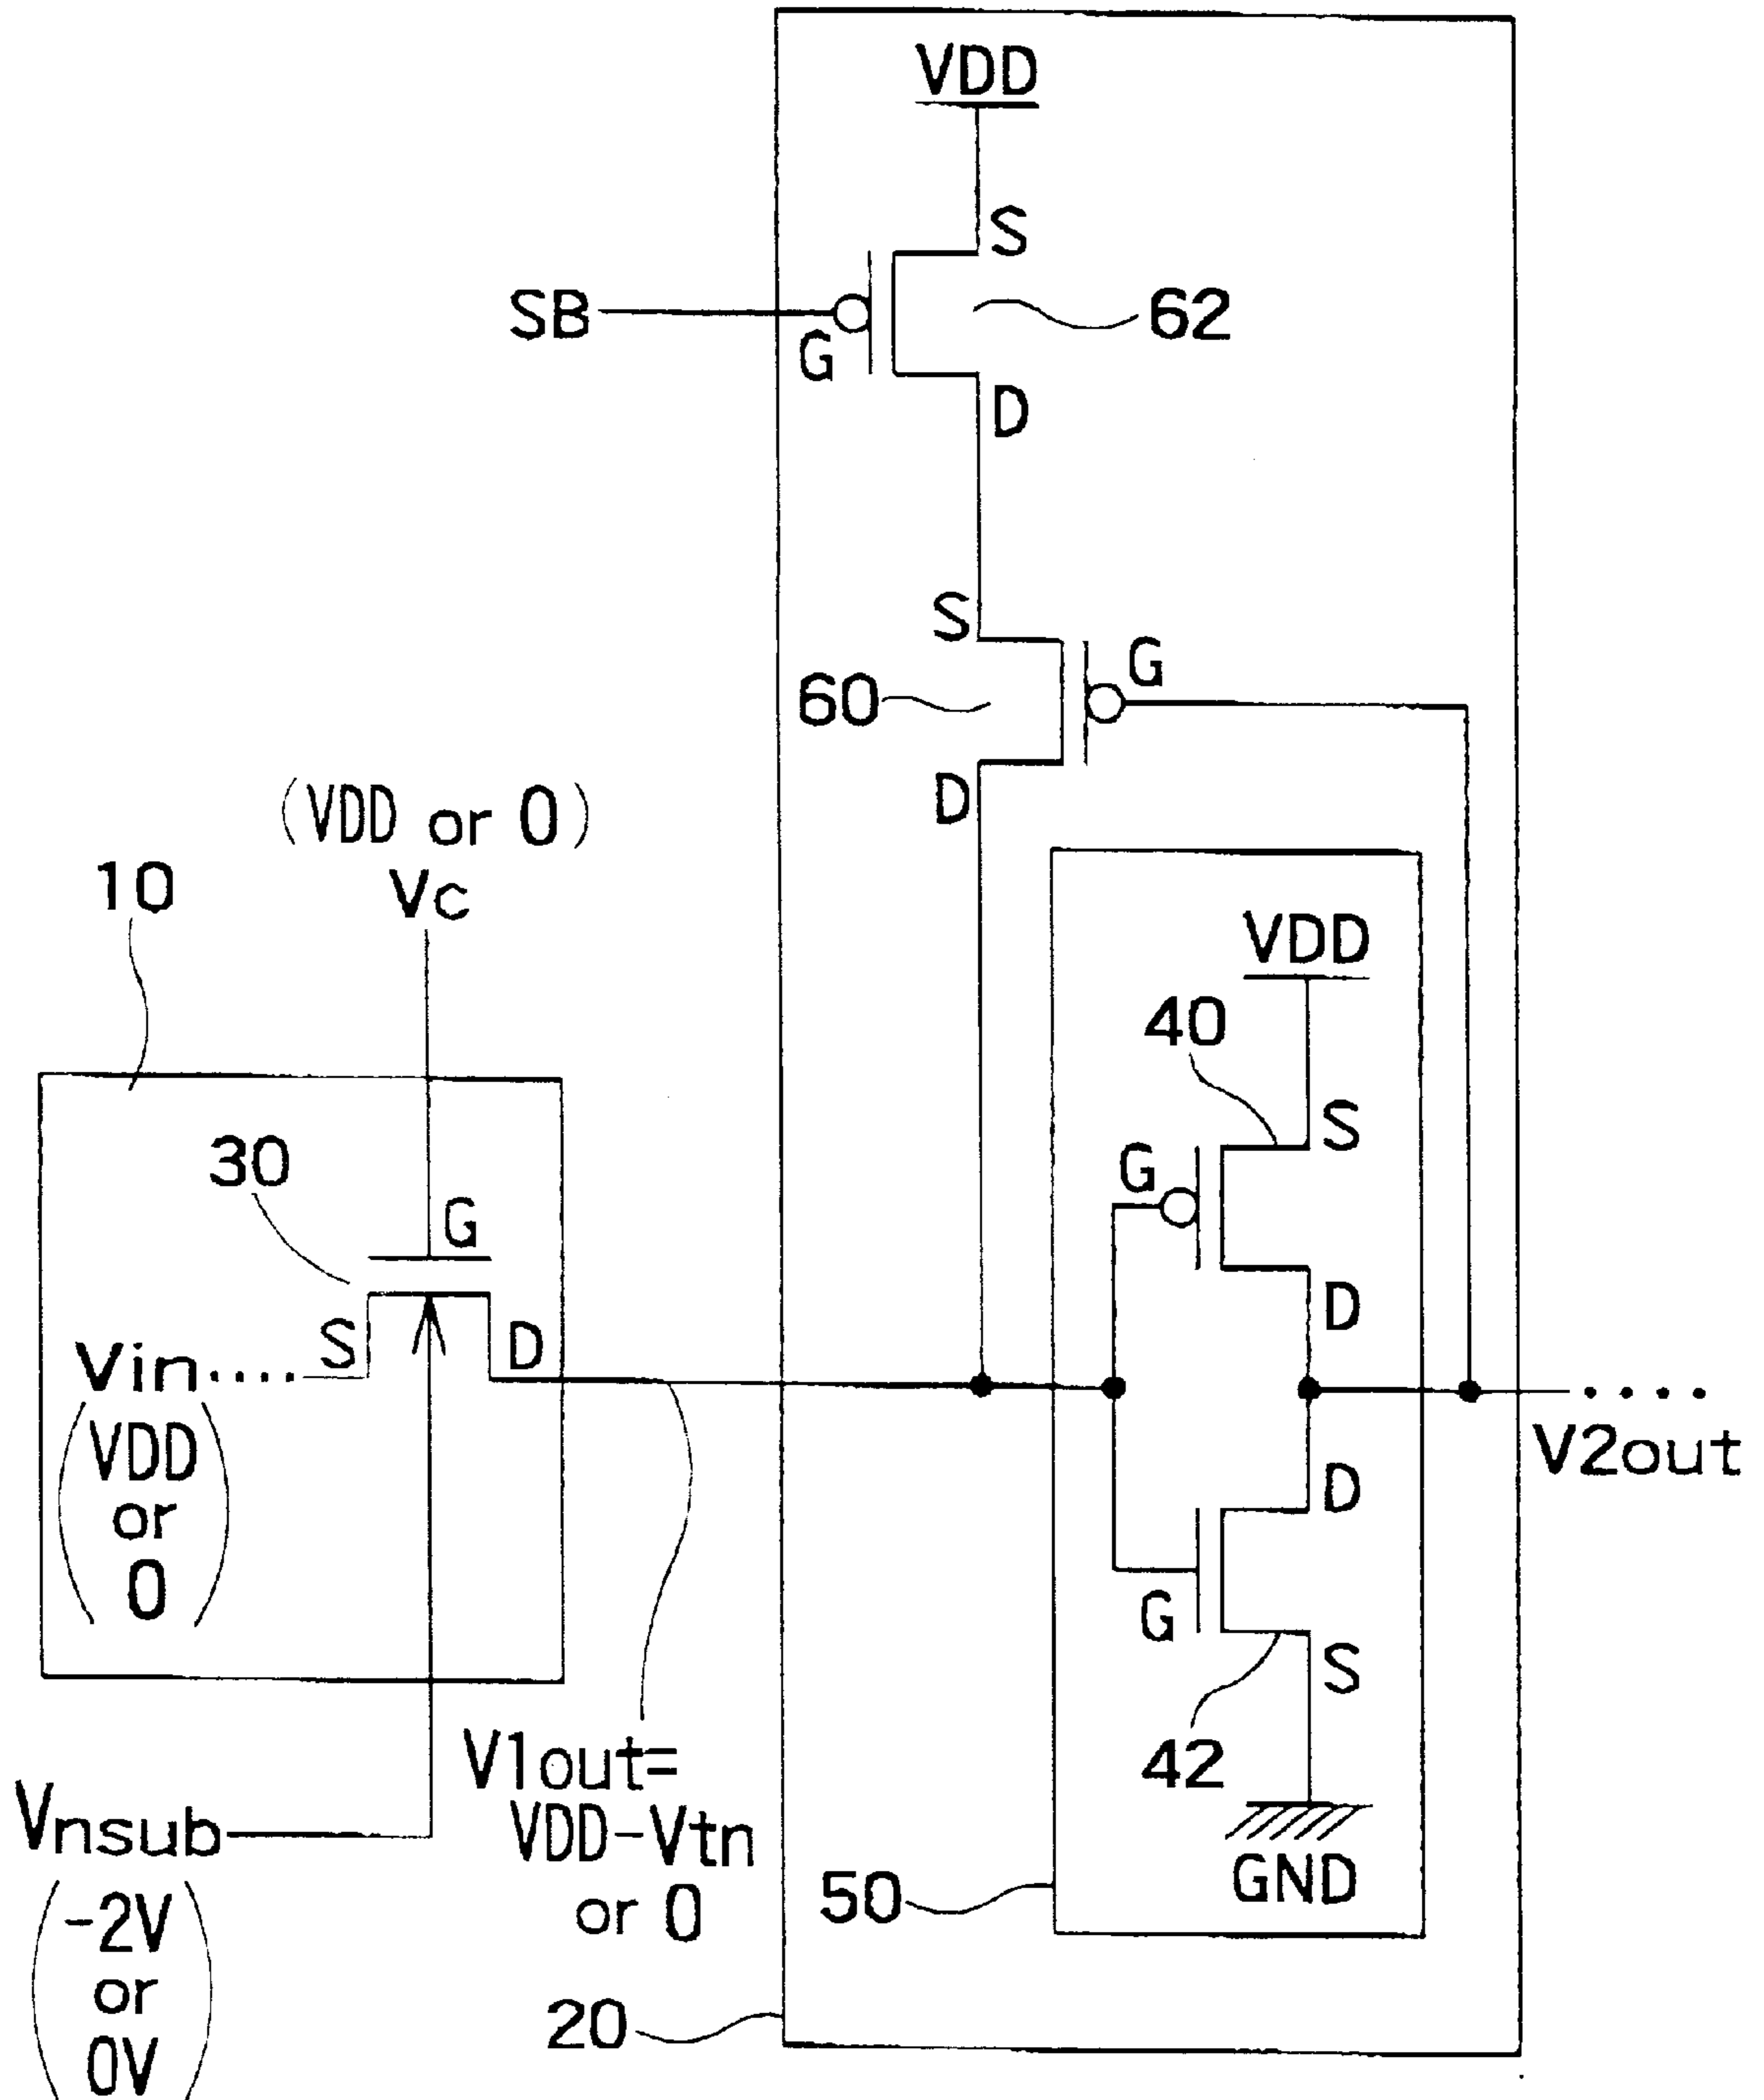 VDD
S
SB
G
62
D
S
G
60
D
(VDD or 0)
Vc
10
VDD
40
S
G
30
G
D
S
D
Vin
(VDD
or
0)
V2out
D
G
S
42
V1out=
VDD-Vtn
or 0
Vnsub
(-2V
or
0V)
GND
50
20